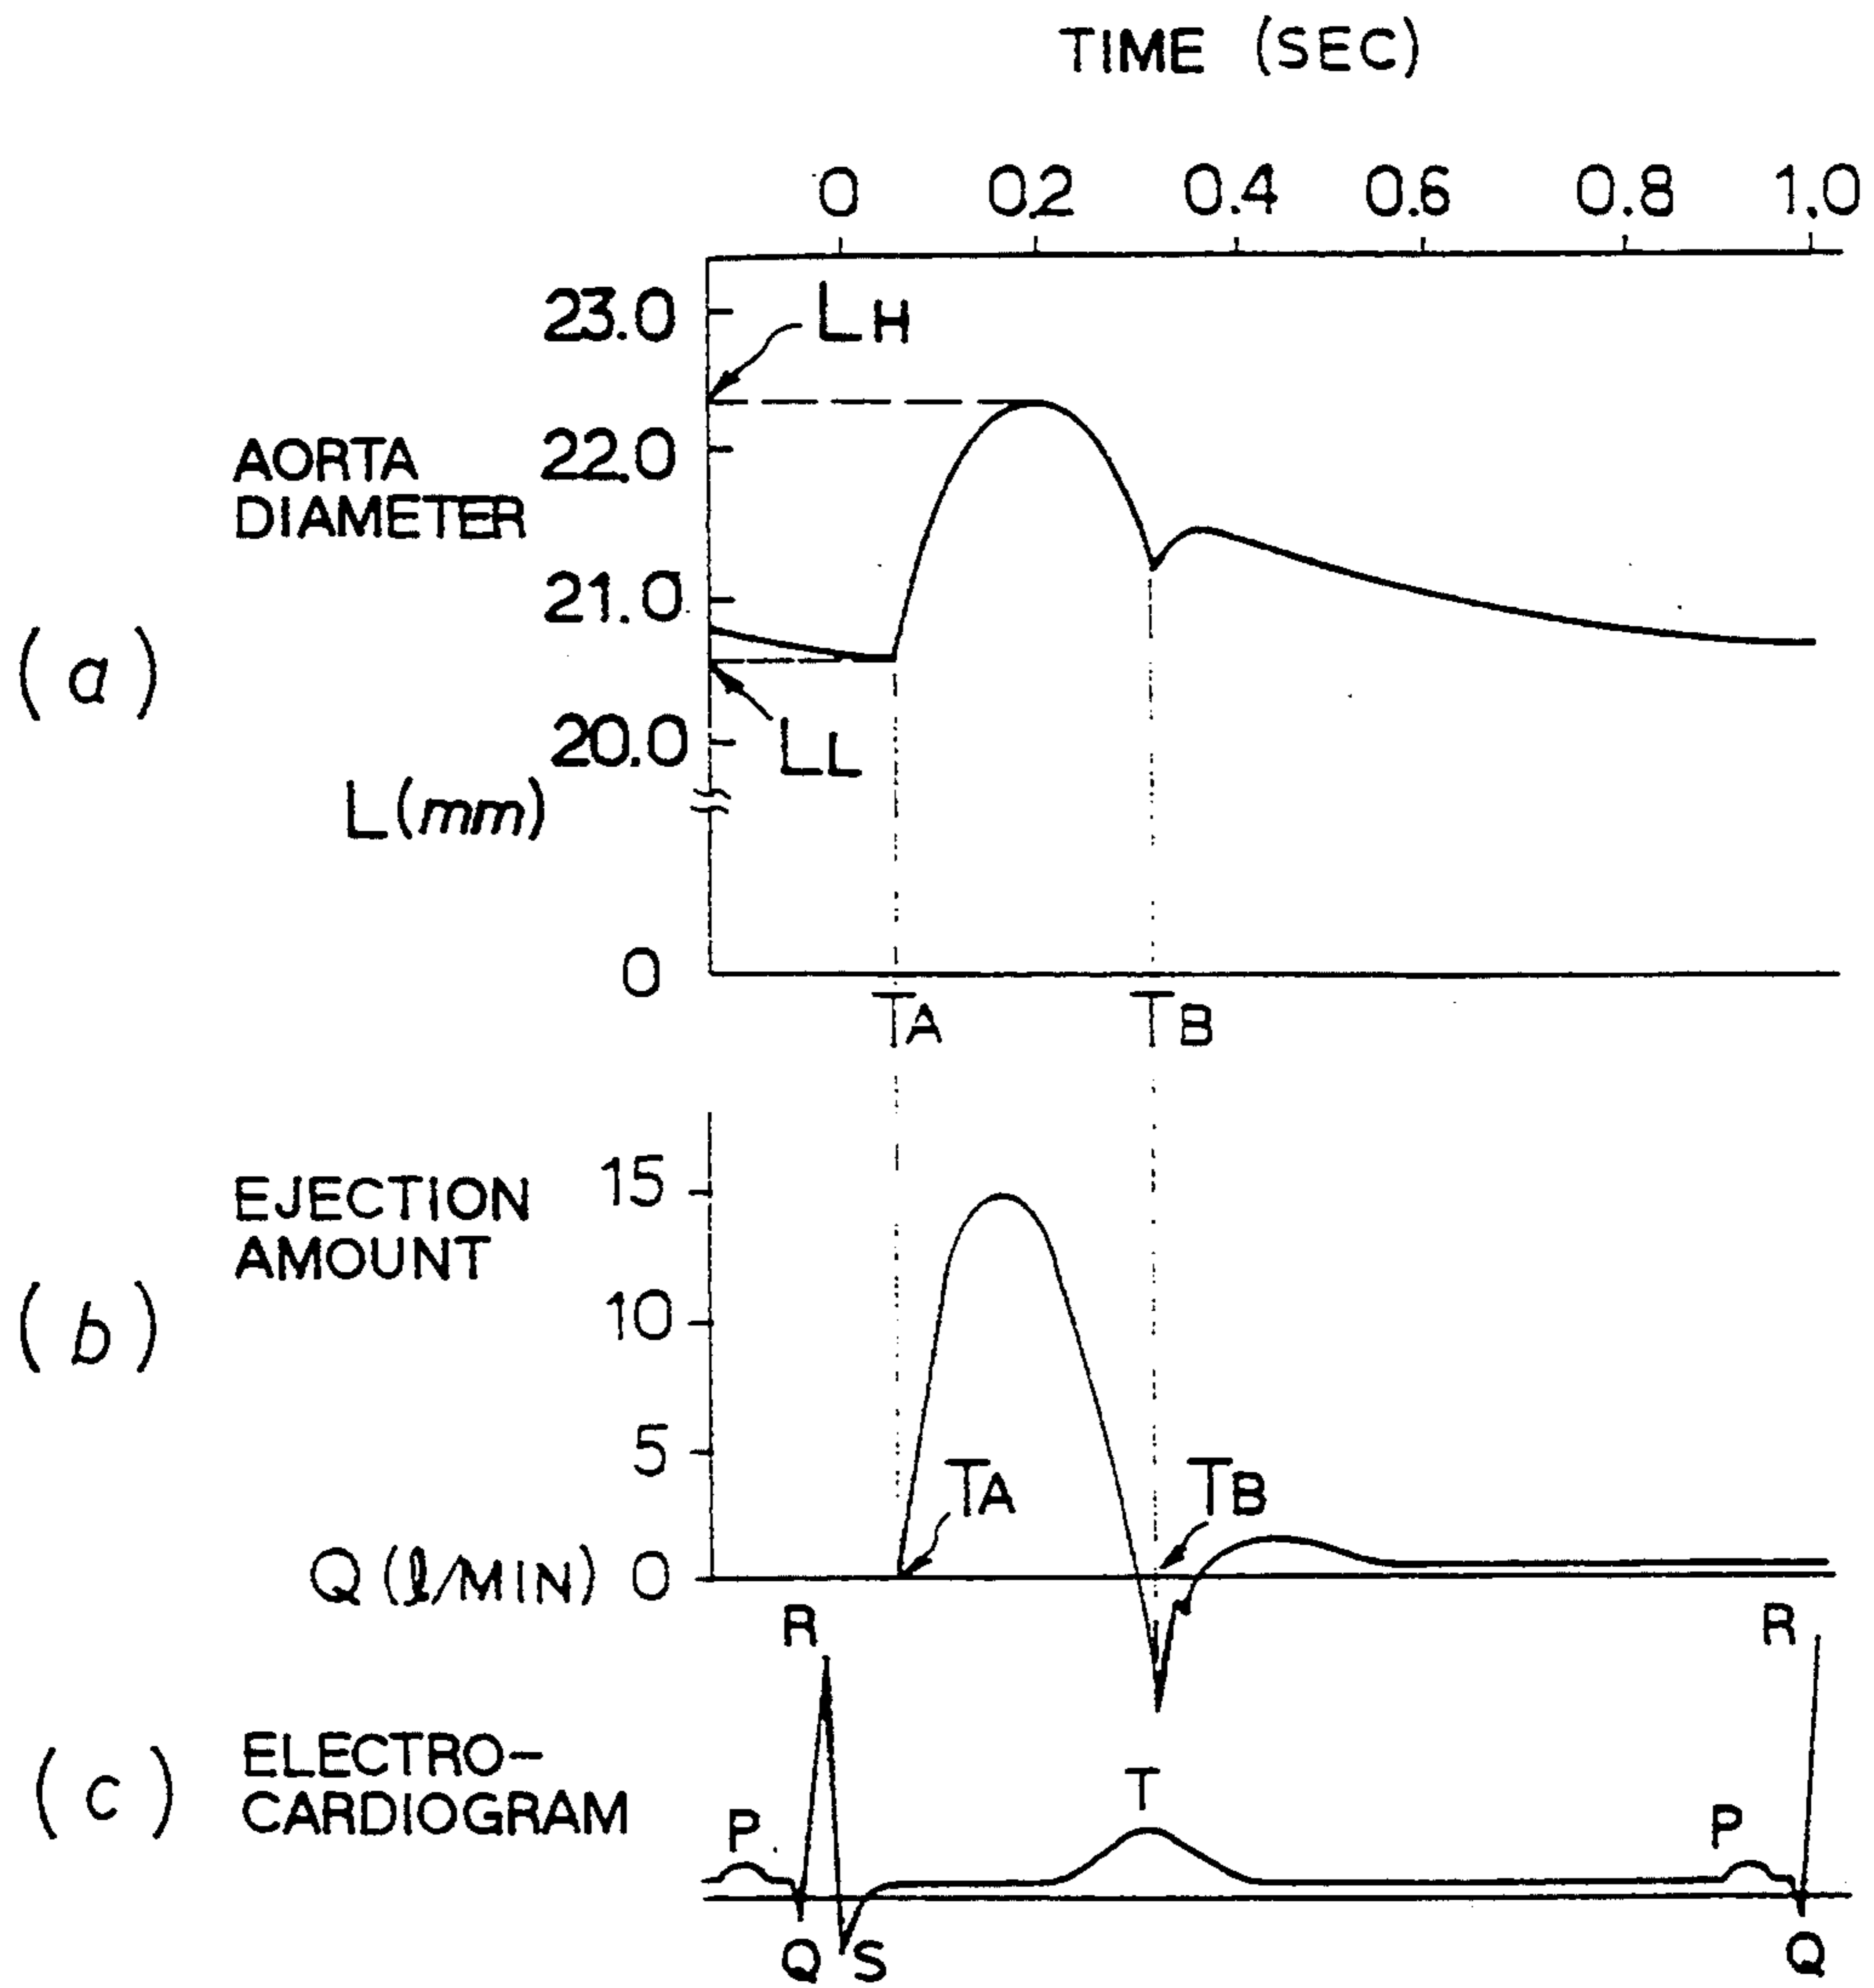 TIME (SEC)
0 0.2 0.4 0.6 0.8 1.0
23.0
LH
AORTA
DIAMETER
22.0
21.0
(a)
20.0
LL
L(mm)
0
TA TB
EJECTION
AMOUNT
15
(b)
10
5
TA TB
Q (l/MIN) 0
R R
(c)
ELECTRO-
CARDIOGRAM
P T P
Q S Q